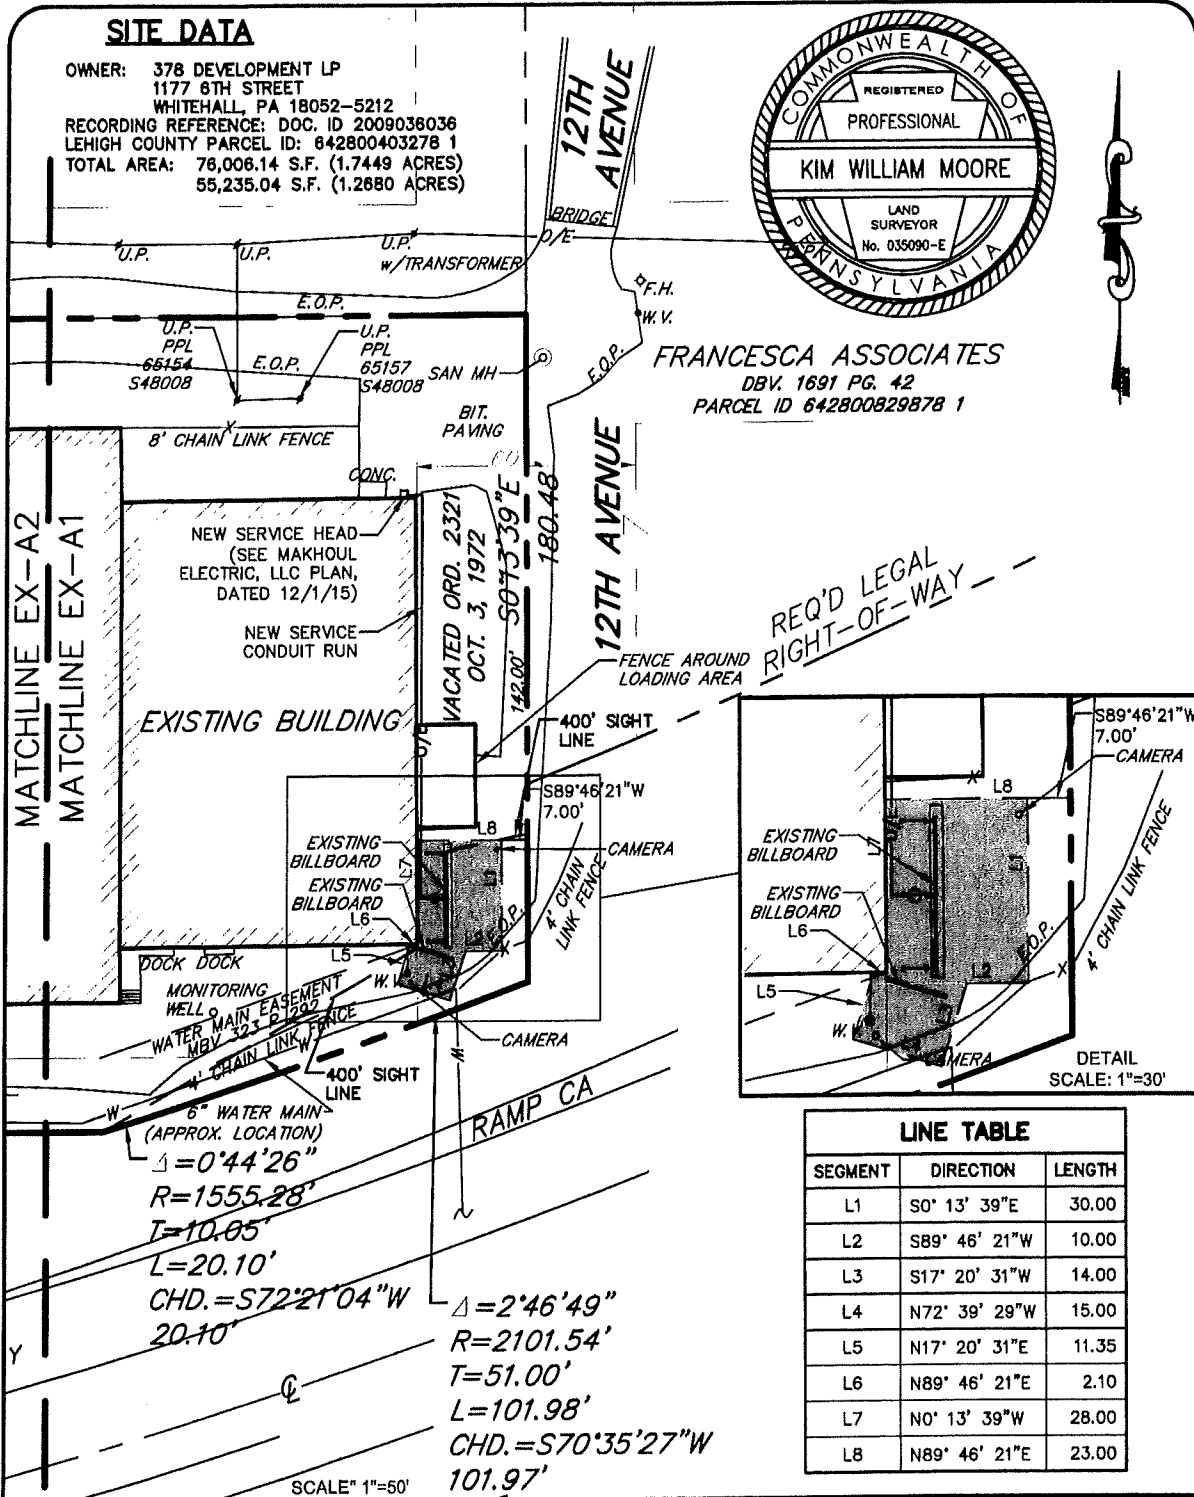 SITE DATA
OWNER: 378 DEVELOPMENT LP
1177 6TH STREET
WHITEHALL, PA 18052-5212
RECORDING REFERENCE: DOC. ID 2009036036
LEHIGH COUNTY PARCEL ID: 642800403278 1
TOTAL AREA: 76,006.14 S.F. (1.7449 ACRES)
55,235.04 S.F. (1.2680 ACRES)
12TH
AVENUE
COMMONWEALTH OF
PENNSYLVANIA
REGISTERED
PROFESSIONAL
KIM WILLIAM MOORE
LAND
SURVEYOR
No. 035090-E
BRIDGE
O/E
U.P.
U.P.
U.P.
W/TRANSFORMER
F.H.
W.V.
E.O.P.
U.P.
PPL
65154
S48008
E.O.P.
U.P.
PPL
65157
S48008
SAN MH
E.O.P.
FRANCESCA ASSOCIATES
DBV. 1691 PG. 42
PARCEL ID 642800829878 1
BIT.
PAVING
8' CHAIN LINK FENCE
CONC.
60
MATCHLINE EX-A2
MATCHLINE EX-A1
NEW SERVICE HEAD
(SEE MAKHOUL
ELECTRIC, LLC PLAN,
DATED 12/1/15)
NEW SERVICE
CONDUIT RUN
VACATED ORD. 2321
OCT. 3, 1972
S0°13'39"E
180.48'
142.00'
12TH AVENUE
REQ'D LEGAL
RIGHT-OF-WAY
FENCE AROUND
LOADING AREA
EXISTING BUILDING
O/E
400' SIGHT
LINE
S89°46'21"W
7.00'
EXISTING
BILLBOARD
EXISTING
BILLBOARD
L8
L7
L1
L2
L6
L5
CAMERA
4' CHAIN
LINK FENCE
E.O.P.
DOCK DOCK
MONITORING
WELL
WATER MAIN EASEMENT
MBV 323 P 1292
4' CHAIN LINK FENCE
W
W
W
CAMERA
400' SIGHT
LINE
6" WATER MAIN
(APPROX. LOCATION)
RAMP CA
Δ=0°44'26"
R=1555.28'
T=10.05'
L=20.10'
CHD.=S72°21'04"W
20.10'
Δ=2°46'49"
R=2101.54'
T=51.00'
L=101.98'
CHD.=S70°35'27"W
101.97'
Y
SCALE" 1"=50'
S89°46'21"W
7.00'
CAMERA
L8
L7
O/E
L1
EXISTING
BILLBOARD
EXISTING
BILLBOARD
L6
L5
L2
L3
L4
W.
E.O.P.
4' CHAIN LINK FENCE
CAMERA
DETAIL
SCALE: 1"=30'
LINE TABLE
SEGMENT DIRECTION LENGTH
L1 S0° 13' 39"E 30.00
L2 S89° 46' 21"W 10.00
L3 S17° 20' 31"W 14.00
L4 N72° 39' 29"W 15.00
L5 N17° 20' 31"E 11.35
L6 N89° 46' 21"E 2.10
L7 N0° 13' 39"W 28.00
L8 N89° 46' 21"E 23.00